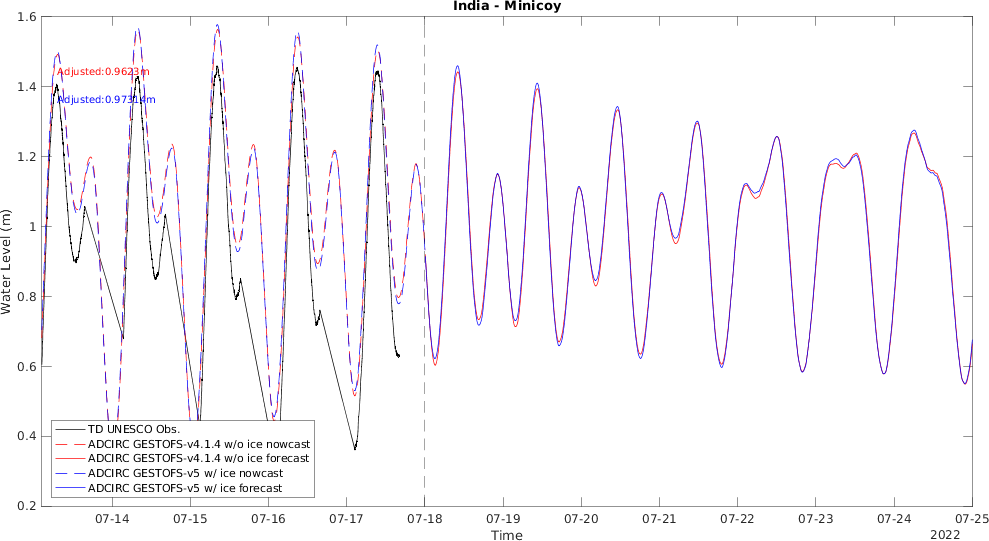 India - Minicoy
1.6
1.4
1.2
1
0.8
0.6
0.4
0.2
Water Level (m)
Adjusted:0.9623m
Adjusted:0.97314m
TD UNESCO Obs.
ADCIRC GESTOFS-v4.1.4 w/o ice nowcast
ADCIRC GESTOFS-v4.1.4 w/o ice forecast
ADCIRC GESTOFS-v5 w/ ice nowcast
ADCIRC GESTOFS-v5 w/ ice forecast
07-14 07-15 07-16 07-17 07-18 07-19 07-20 07-21 07-22 07-23 07-24 07-25
Time
2022